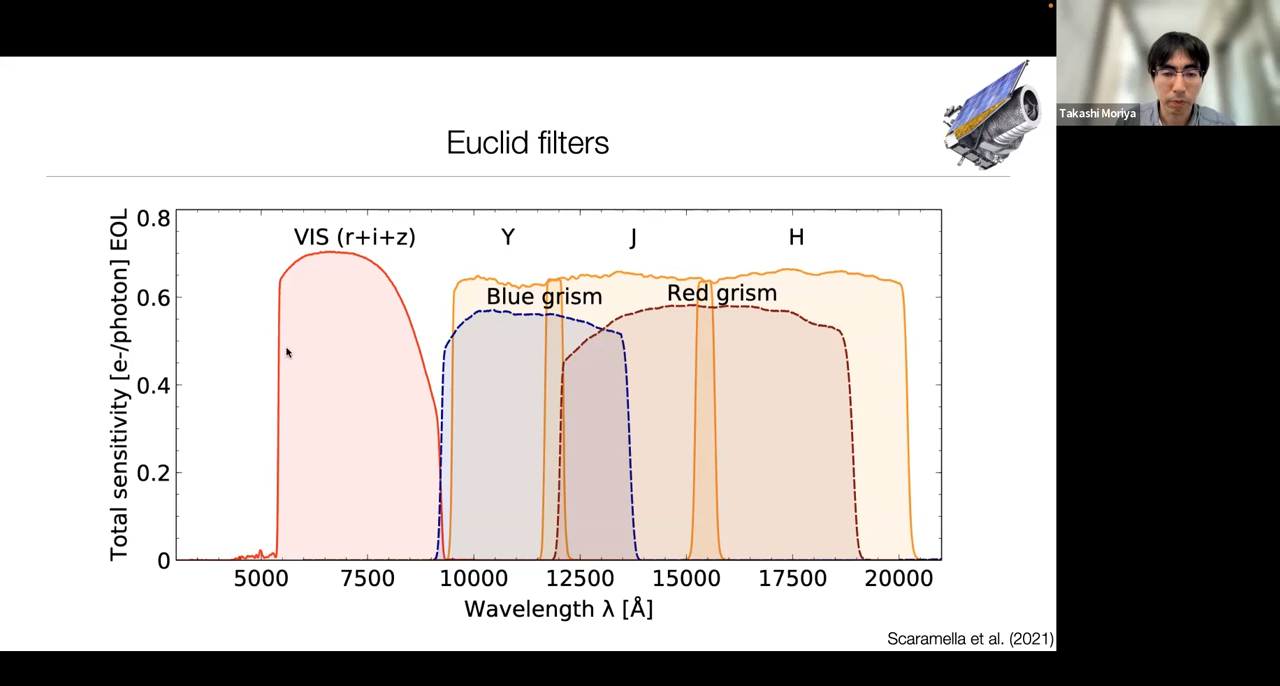 Takashi Moriya
Euclid filters
VIS (r+i+z) Y J H
Blue grism Red grism
Total sensitivity [e-/photon] EOL
0.8
0.6
0.4
0.2
0
5000 7500 10000 12500 15000 17500 20000
Wavelength λ [Å]
Scaramella et al. (2021)